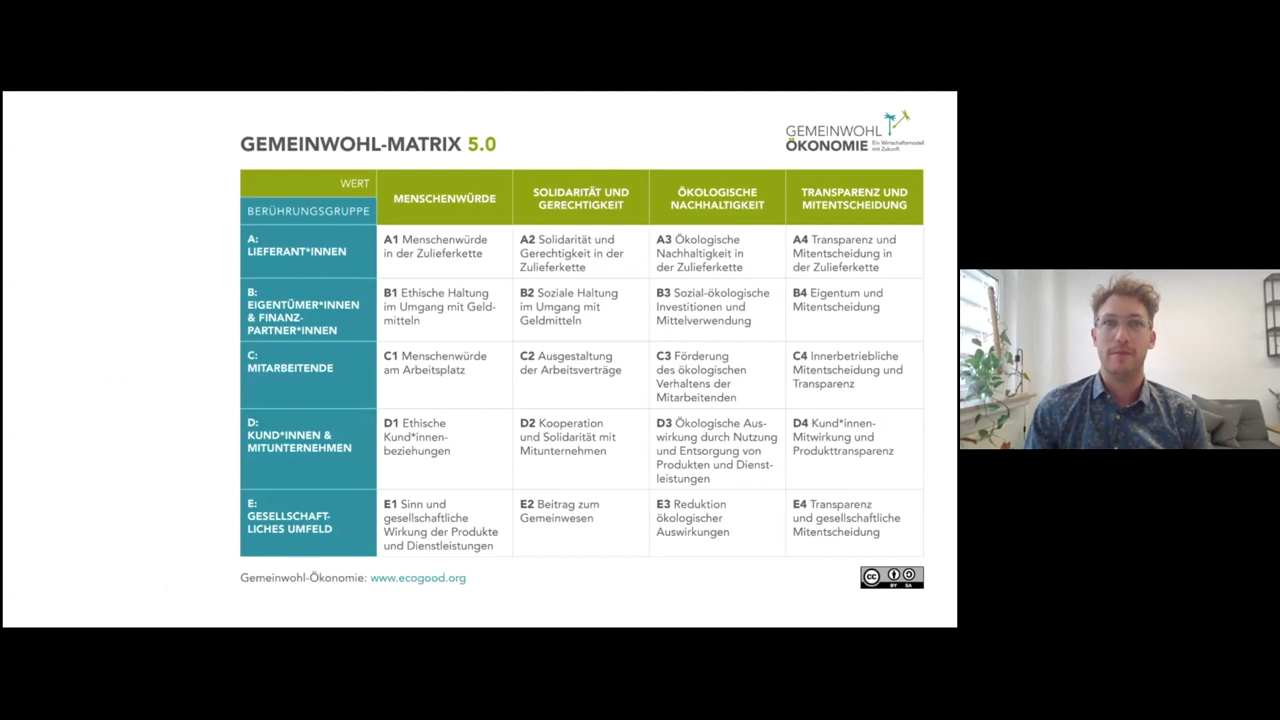 GEMEINWOHL-MATRIX 5.0
GEMEINWOHL
ÖKONOMIE Ein Wirtschaftsmodell
mit Zukunft
WERT
BERÜHRUNGSGRUPPE
MENSCHENWÜRDE
SOLIDARITÄT UND
GERECHTIGKEIT
ÖKOLOGISCHE
NACHHALTIGKEIT
TRANSPARENZ UND
MITENTSCHEIDUNG
A:
LIEFERANT*INNEN
A1 Menschenwürde
in der Zulieferkette
A2 Solidarität und
Gerechtigkeit in der
Zulieferkette
A3 Ökologische
Nachhaltigkeit in
der Zulieferkette
A4 Transparenz und
Mitentscheidung in
der Zulieferkette
B:
EIGENTÜMER*INNEN
& FINANZ-
PARTNER*INNEN
B1 Ethische Haltung
im Umgang mit Geld-
mitteln
B2 Soziale Haltung
im Umgang mit
Geldmitteln
B3 Sozial-ökologische
Investitionen und
Mittelverwendung
B4 Eigentum und
Mitentscheidung
C:
MITARBEITENDE
C1 Menschenwürde
am Arbeitsplatz
C2 Ausgestaltung
der Arbeitsverträge
C3 Förderung
des ökologischen
Verhaltens der
Mitarbeitenden
C4 Innerbetriebliche
Mitentscheidung und
Transparenz
D:
KUND*INNEN &
MITUNTERNEHMEN
D1 Ethische
Kund*innen-
beziehungen
D2 Kooperation
und Solidarität mit
Mitunternehmen
D3 Ökologische Aus-
wirkung durch Nutzung
und Entsorgung von
Produkten und Dienst-
leistungen
D4 Kund*innen-
Mitwirkung und
Produkttransparenz
E:
GESELLSCHAFT-
LICHES UMFELD
E1 Sinn und
gesellschaftliche
Wirkung der Produkte
und Dienstleistungen
E2 Beitrag zum
Gemeinwesen
E3 Reduktion
ökologischer
Auswirkungen
E4 Transparenz
und gesellschaftliche
Mitentscheidung
Gemeinwohl-Ökonomie: www.ecogood.org
cc
BY SA